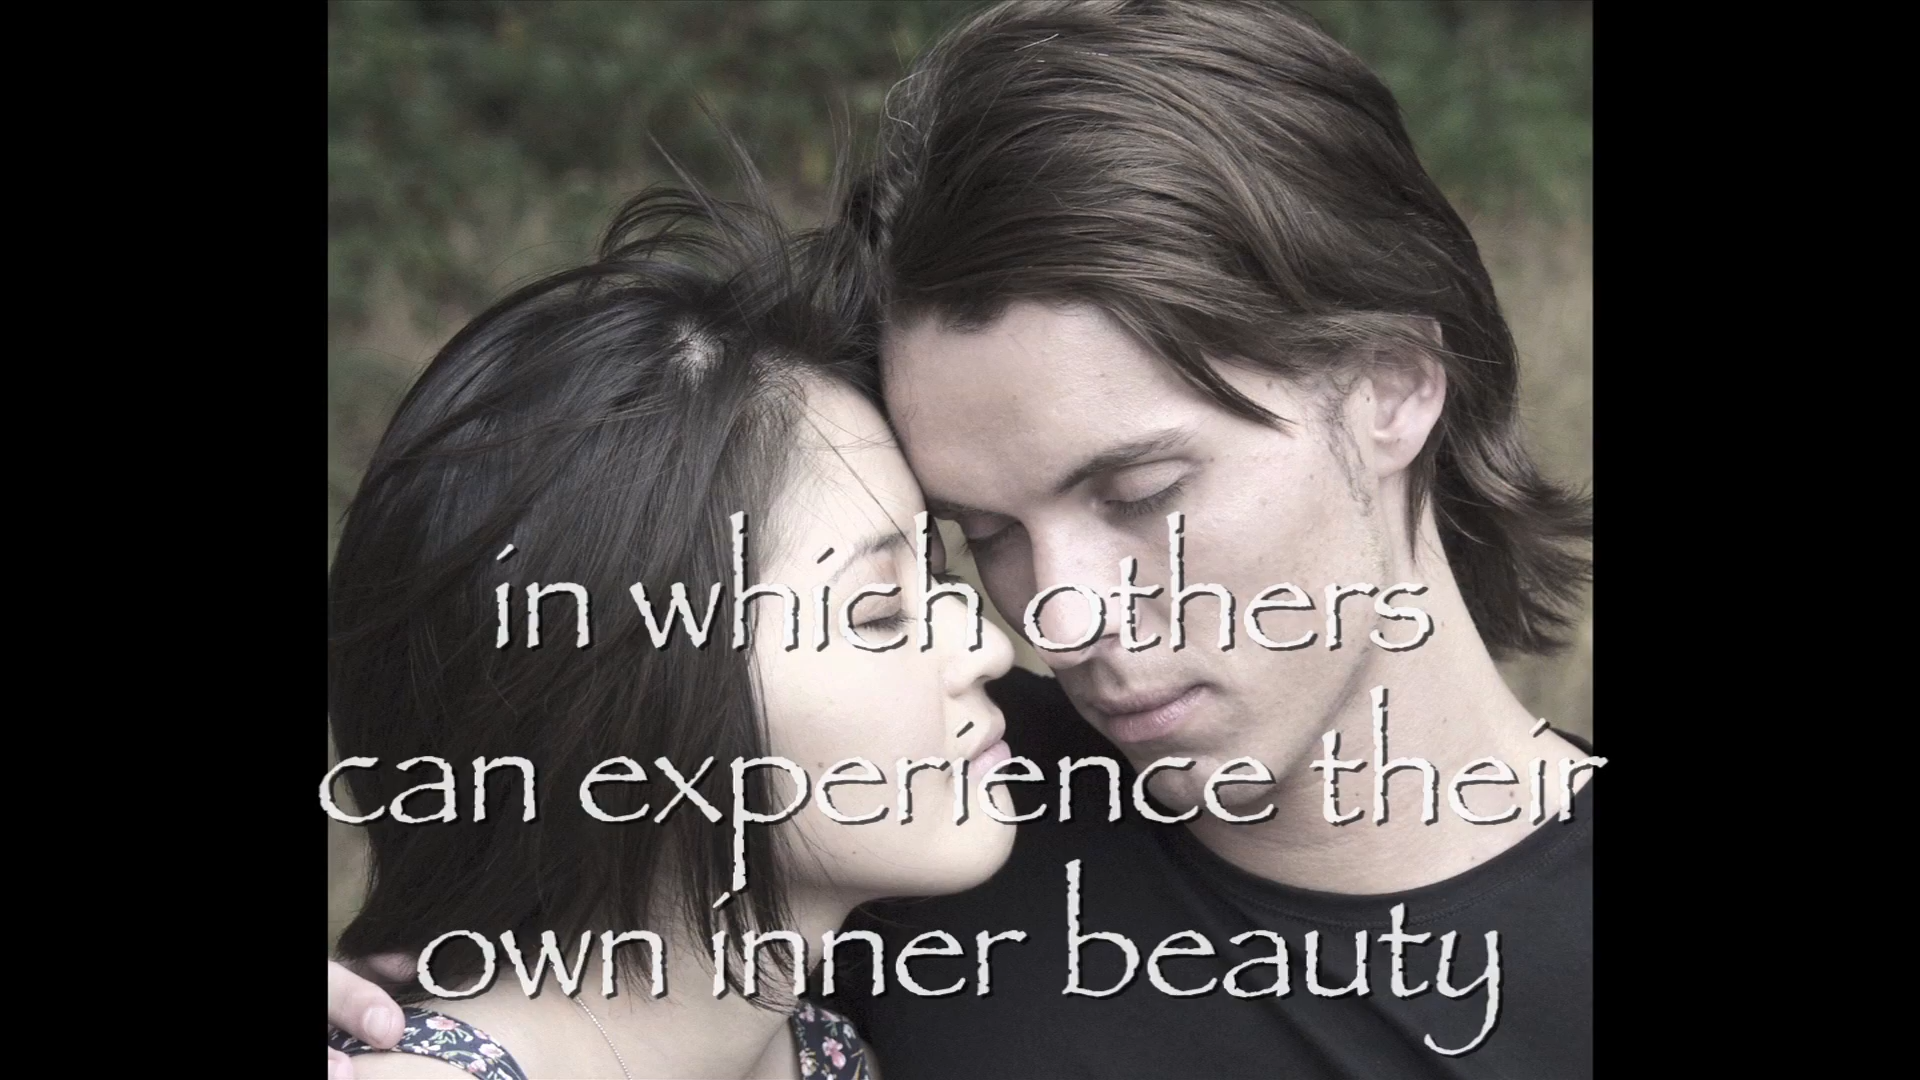 in which others
can experience their
own inner beauty